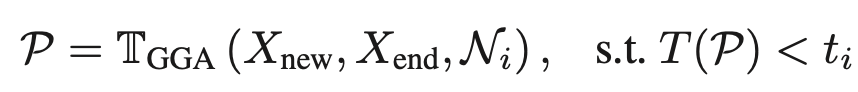 𝒫 = 𝕋_GGA (X_new, X_end, 𝒩_i), s.t. T(𝒫) < t_i